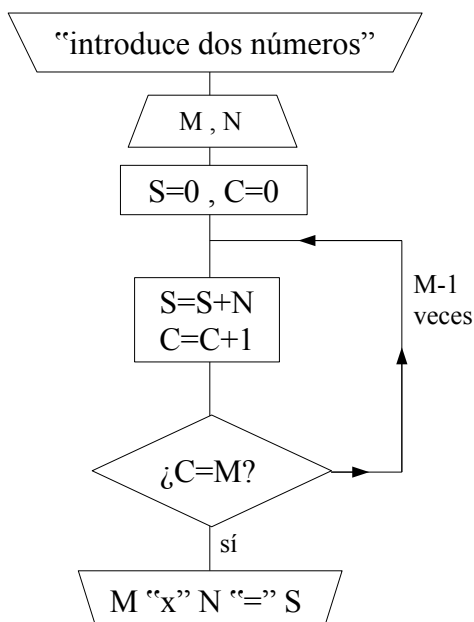 “introduce dos números”
M , N
S=0 , C=0
M-1
veces
S=S+N
C=C+1
¿C=M?
sí
M “x” N “=” S